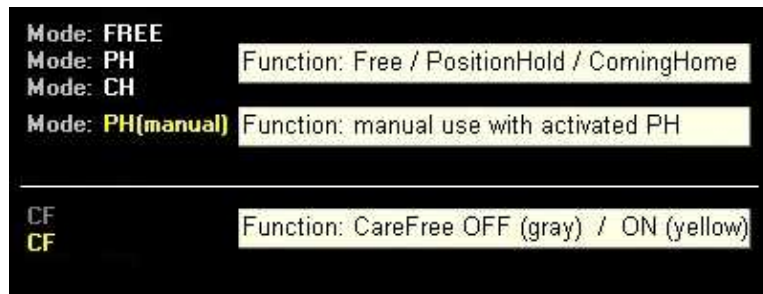 Mode: FREE
Mode: PH
Function: Free / PositionHold / ComingHome
Mode: CH
Mode: PH(manual) Function: manual use with activated PH
CF
Function: CareFree OFF (gray) / ON (yellow)
CF